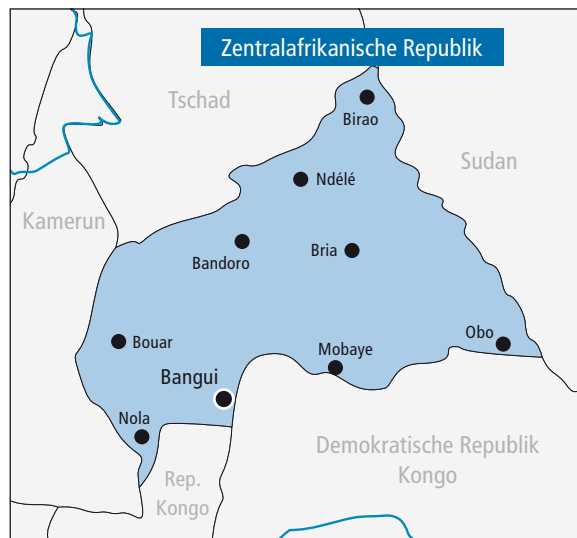 Zentralafrikanische Republik
Tschad
Birao
Sudan
Ndélé
Kamerun
Bandoro
Bria
Bouar
Mobaye
Obo
Bangui
Nola
Demokratische Republik
Kongo
Rep.
Kongo